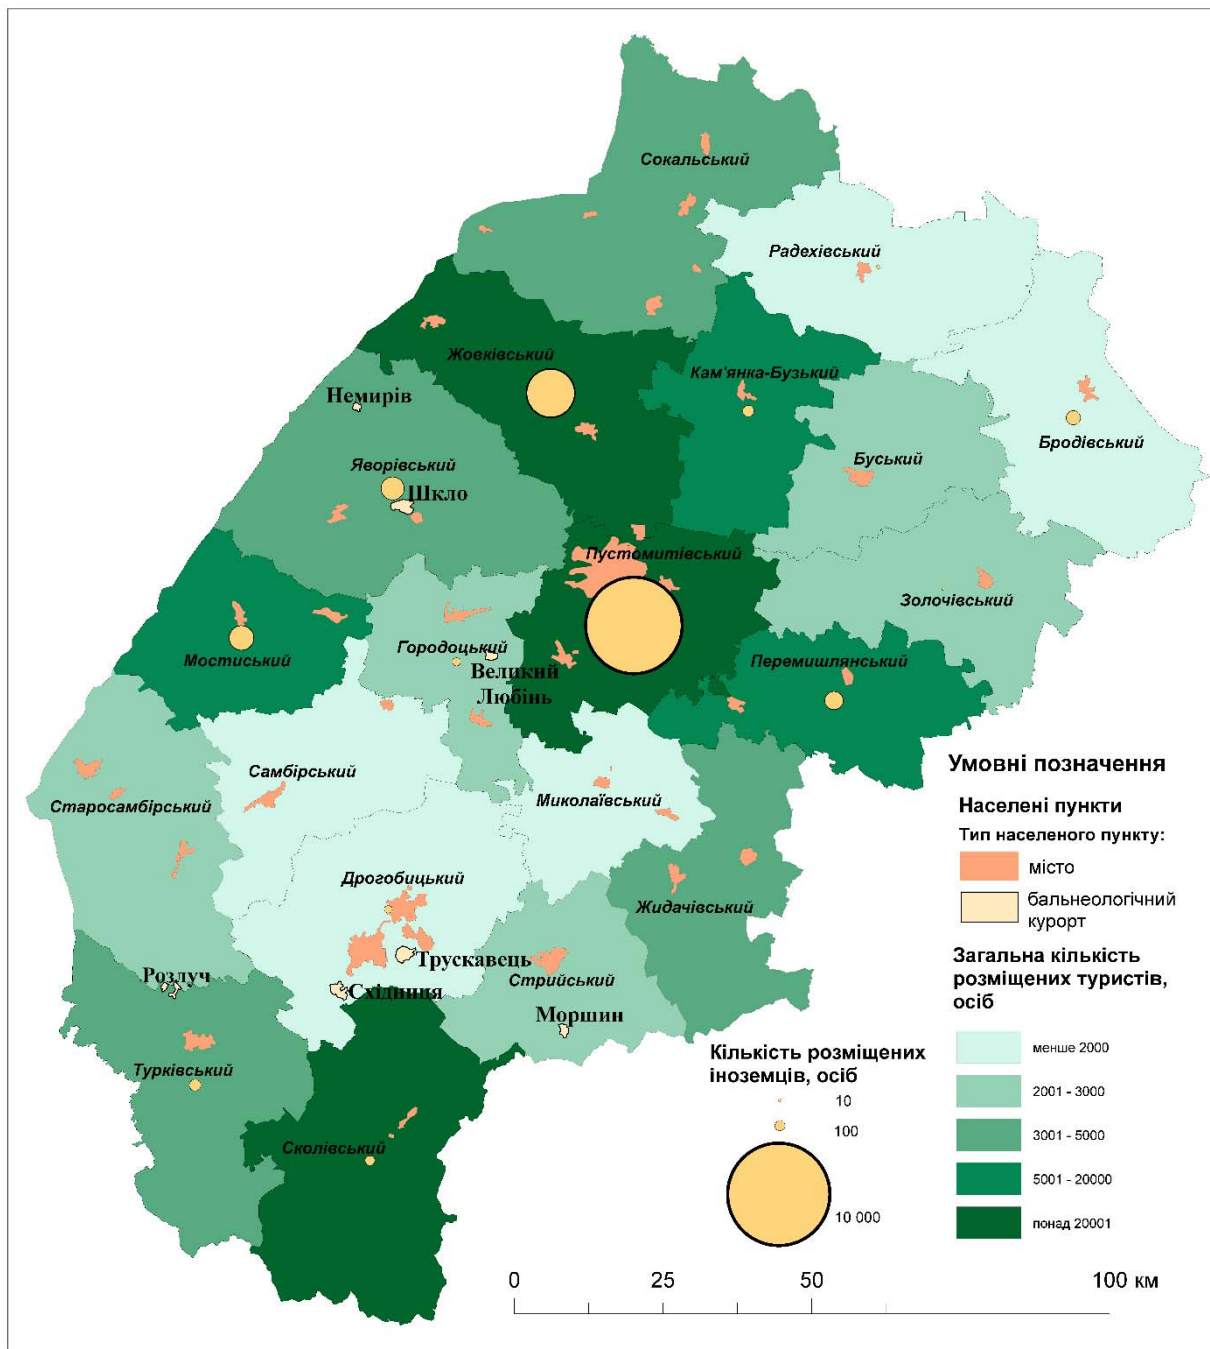 Сокальський
Радехівський
Жовківський
Кам'янка-Бузький
Немирів
Бродівський
Буський
Яворівський
Шкло
Пустомитівський
Золочівський
Городоцький
Мостиський
Великий
Любінь
Перемишлянський
Самбірський
Старосамбірський
Миколаївський
Дрогобицький
Жидачівський
Трускавець
Розлуч
Стрийський
Східниця
Моршин
Турківський
Сколівський
Умовні позначення
Населені пункти
Тип населеного пункту:
місто
бальнеологічний
курорт
Загальна кількість
розміщених туристів,
осіб
менше 2000
2001 - 3000
3001 - 5000
5001 - 20000
понад 20001
Кількість розміщених
іноземців, осіб
10
100
10 000
0
25
50
100 км